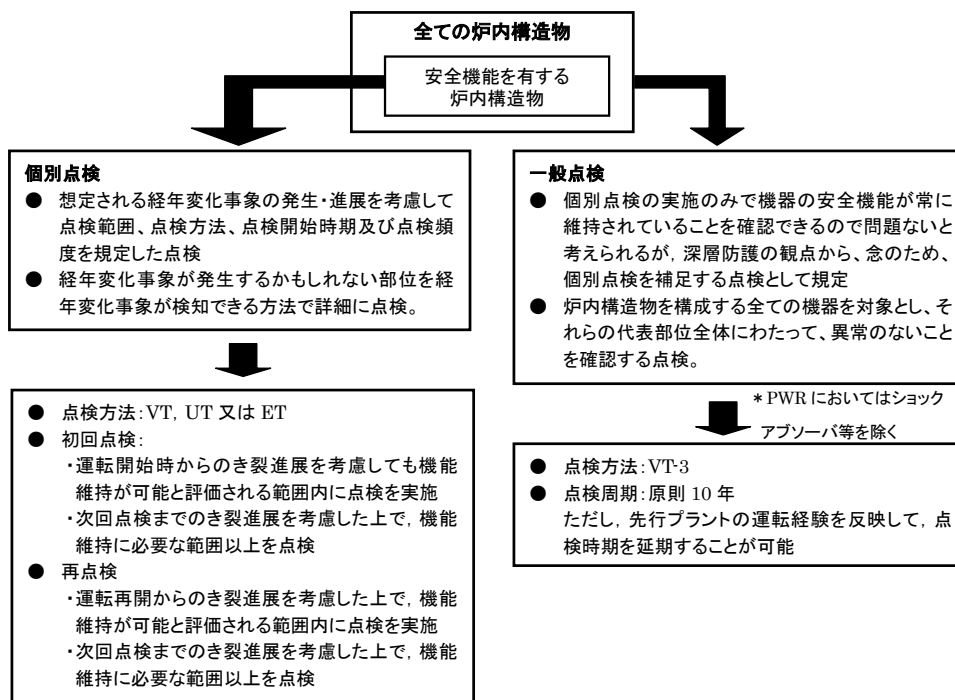 全ての炉内構造物
安全機能を有する
炉内構造物
個別点検
● 想定される経年変化事象の発生・進展を考慮して
点検範囲、点検方法、点検開始時期及び点検頻
度を規定した点検
● 経年変化事象が発生するかもしれない部位を経
年変化事象が検知できる方法で詳細に点検。
● 点検方法：VT, UT 又は ET
● 初回点検：
・運転開始時からのき裂進展を考慮しても機能
維持が可能と評価される範囲内に点検を実施
・次回点検までのき裂進展を考慮した上で, 機能
維持に必要な範囲以上を点検
● 再点検
・運転再開からのき裂進展を考慮した上で, 機能
維持が可能と評価される範囲内に点検を実施
・次回点検までのき裂進展を考慮した上で, 機能
維持に必要な範囲以上を点検
一般点検
● 個別点検の実施のみで機器の安全機能が常に
維持されていることを確認できるので問題ないと
考えられるが, 深層防護の観点から、念のため、
個別点検を補足する点検として規定
● 炉内構造物を構成する全ての機器を対象とし、そ
れらの代表部位全体にわたって、異常のないこと
を確認する点検。
＊PWR においてはショック
アブソーバ等を除く
● 点検方法：VT-3
● 点検周期：原則 10 年
ただし, 先行プラントの運転経験を反映して, 点
検時期を延期することが可能